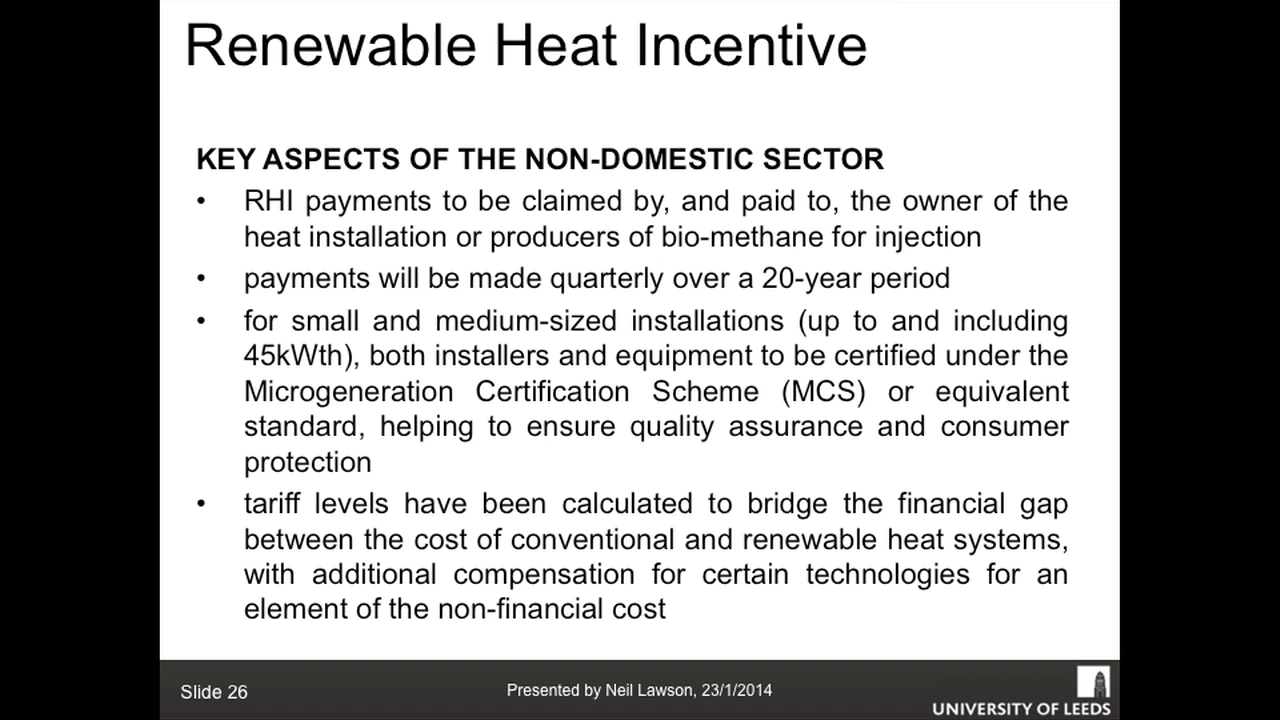 Renewable Heat Incentive
KEY ASPECTS OF THE NON-DOMESTIC SECTOR
• RHI payments to be claimed by, and paid to, the owner of the
heat installation or producers of bio-methane for injection
• payments will be made quarterly over a 20-year period
• for small and medium-sized installations (up to and including
45kWth), both installers and equipment to be certified under the
Microgeneration Certification Scheme (MCS) or equivalent
standard, helping to ensure quality assurance and consumer
protection
• tariff levels have been calculated to bridge the financial gap
between the cost of conventional and renewable heat systems,
with additional compensation for certain technologies for an
element of the non-financial cost
Slide 26
Presented by Neil Lawson, 23/1/2014
UNIVERSITY OF LEEDS